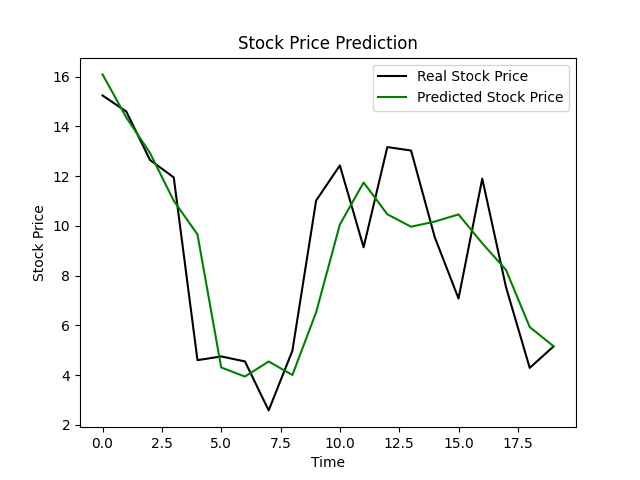 Stock Price Prediction
Real Stock Price
Predicted Stock Price
Stock Price
16
14
12
10
8
6
4
2
0.0 2.5 5.0 7.5 10.0 12.5 15.0 17.5
Time